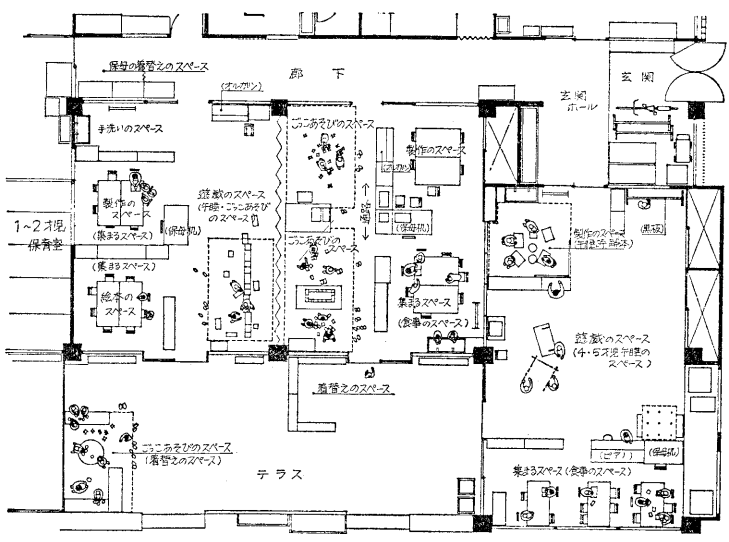 保母の着替えのスペース
廊下
玄関
玄関
ホール
(オルガン)
手洗いのスペース
ごっこあそびのスペース
製作のスペース
(オルガン)
製作の
スペース
(集まるスペース)
(保母机)
遊戯のスペース
(午睡・ごっこあそび
のスペース)
通路
(保母机)
製作のスペース
(黒板)
1~2才児
保育室
(集まるスペース)
絵本の
スペース
ごっこあそびの
スペース
集まるスペース
(食事のスペース)
遊戯のスペース
(4・5才児午睡の
スペース)
着替えのスペース
ごっこあそびのスペース
(着替えのスペース)
テラス
(ピアノ)
(保母机)
集まるスペース(食事のスペース)